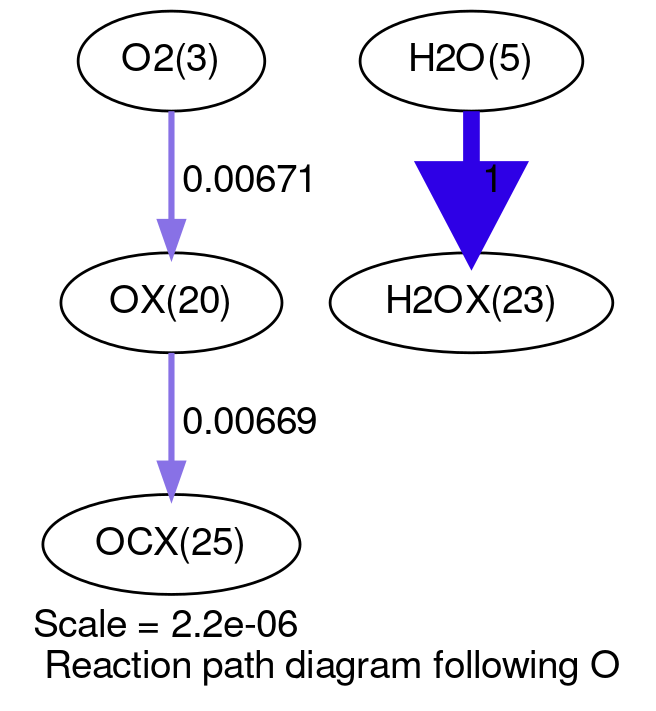 O2(3)
H2O(5)
0.00671
1
OX(20)
H2OX(23)
0.00669
OCX(25)
Scale = 2.2e-06
Reaction path diagram following O